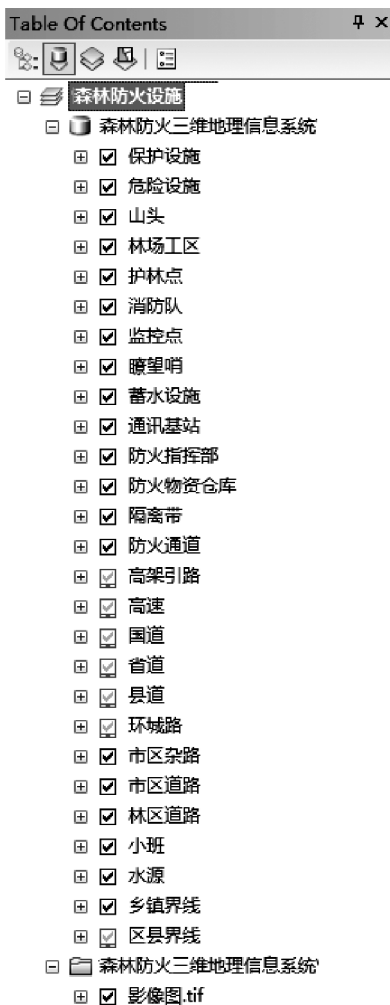 Table Of Contents
森林防火设施
森林防火三维地理信息系统
保护设施
危险设施
山头
林场工区
护林点
消防队
监控点
瞭望哨
蓄水设施
通讯基站
防火指挥部
防火物资仓库
隔离带
防火通道
高架引路
高速
国道
省道
县道
环城路
市区杂路
市区道路
林区道路
小班
水源
乡镇界线
区县界线
森林防火三维地理信息系统
影像图.tif